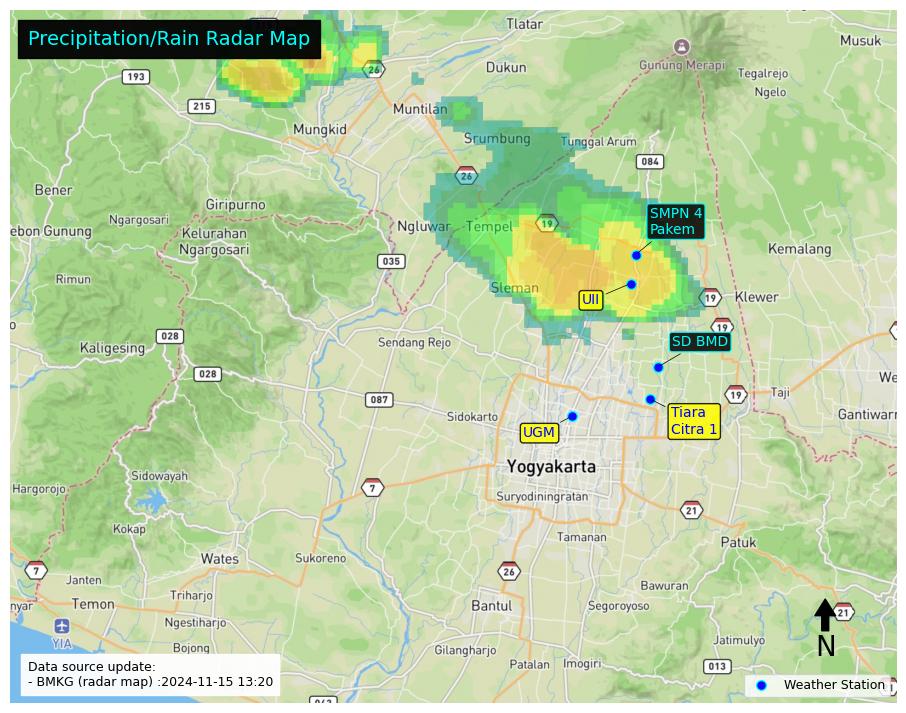 Precipitation/Rain Radar Map
Tlatar
Musuk
193
26
Dukun
Gunung Merapi
Tegalrejo
Ngelo
215
Muntilan
Mungkid
Srumbung
Tunggal Arum
084
26
Bener
Giripurno
Ngargosari
SMPN 4
Pakem
Ngluwar
Tempel
19
ebon Gunung
Kelurahan
Ngargosari
Kemalang
035
Rimun
Sleman
UII
19
Klewer
19
028
Kaligesing
Sendang Rejo
SD BMD
028
We
087
19
Taji
Sidokarto
Tiara
Citra 1
Gantiwarn
UGM
Yogyakarta
Sidowayah
Hargorojo
7
Suryodiningratan
21
Kokap
Tamanan
Patuk
Wates
Sukoreno
7
26
Janten
Bawuran
nyar
Temon
Triharjo
Bantul
Segoroyoso
21
Ngestiharjo
YIA
N
Bojong
Gilangharjo
Jatimulyo
Patalan
Imogiri
013
Data source update:
- BMKG (radar map) :2024-11-15 13:20
Weather Station